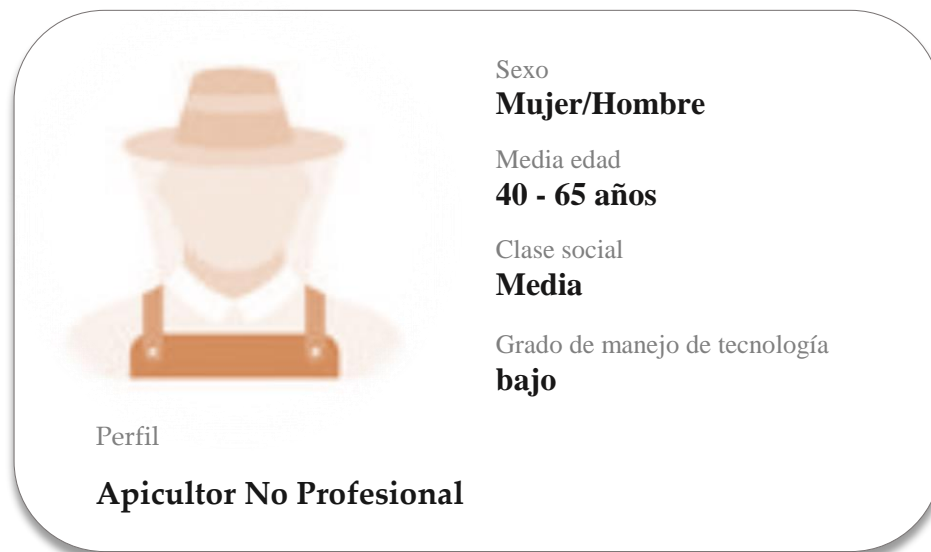 Sexo
Mujer/Hombre
Media edad
40 - 65 años
Clase social
Media
Grado de manejo de tecnología
bajo
Perfil
Apicultor No Profesional